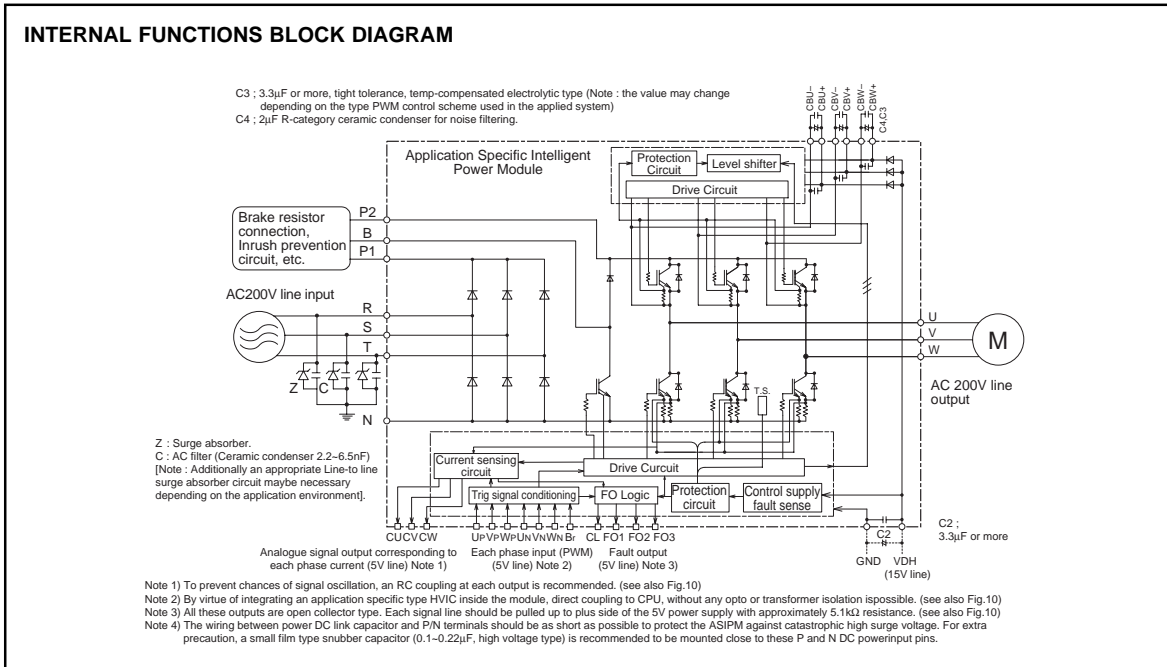 INTERNAL FUNCTIONS BLOCK DIAGRAM
C3 ; 3.3μF or more, tight tolerance, temp-compensated electrolytic type (Note : the value may change
depending on the type PWM control scheme used in the applied system)
C4 ; 2μF R-category ceramic condenser for noise filtering.
CBU–
CBU+
CBV–
CBV+
CBW–
CBW+
C4,C3
Application Specific Intelligent
Power Module
Protection
Circuit
Level shifter
Drive Circuit
Brake resistor
connection,
Inrush prevention
circuit, etc.
P2
B
P1
AC200V line input
R
S
T
Z
C
N
U
V
W
M
AC 200V line
output
T.S.
Z : Surge absorber.
C : AC filter (Ceramic condenser 2.2~6.5nF)
[Note : Additionally an appropriate Line-to line
surge absorber circuit maybe necessary
depending on the application environment].
Current sensing
circuit
Drive Curcuit
Trig signal conditioning
FO Logic
Protection
circuit
Control supply
fault sense
CU CV CW
UP VP WP UN VN WN Br
CL FO1 FO2 FO3
Analogue signal output corresponding to
each phase current (5V line) Note 1)
Each phase input (PWM)
(5V line) Note 2)
Fault output
(5V line) Note 3)
C2
GND
VDH
(15V line)
C2 ;
3.3μF or more
Note 1) To prevent chances of signal oscillation, an RC coupling at each output is recommended. (see also Fig.10)
Note 2) By virtue of integrating an application specific type HVIC inside the module, direct coupling to CPU, without any opto or transformer isolation ispossible. (see also Fig.10)
Note 3) All these outputs are open collector type. Each signal line should be pulled up to plus side of the 5V power supply with approximately 5.1kΩ resistance. (see also Fig.10)
Note 4) The wiring between power DC link capacitor and P/N terminals should be as short as possible to protect the ASIPM against catastrophic high surge voltage. For extra
precaution, a small film type snubber capacitor (0.1~0.22μF, high voltage type) is recommended to be mounted close to these P and N DC powerinput pins.